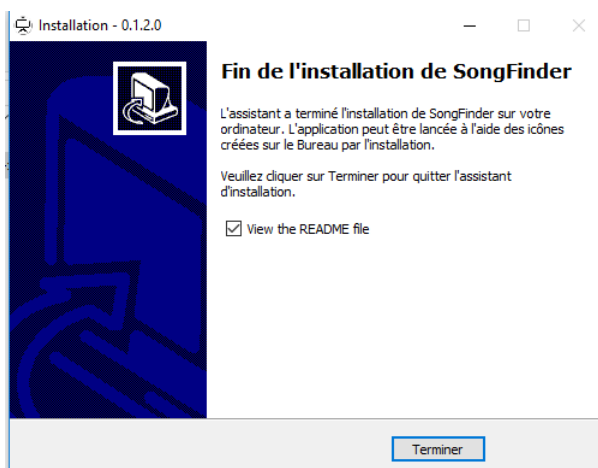 Installation - 0.1.2.0
Fin de l'installation de SongFinder
L'assistant a terminé l'installation de SongFinder sur votre
ordinateur. L'application peut être lancée à l'aide des icônes
créées sur le Bureau par l'installation.
Veuillez cliquer sur Terminer pour quitter l'assistant
d'installation.
View the README file
Terminer